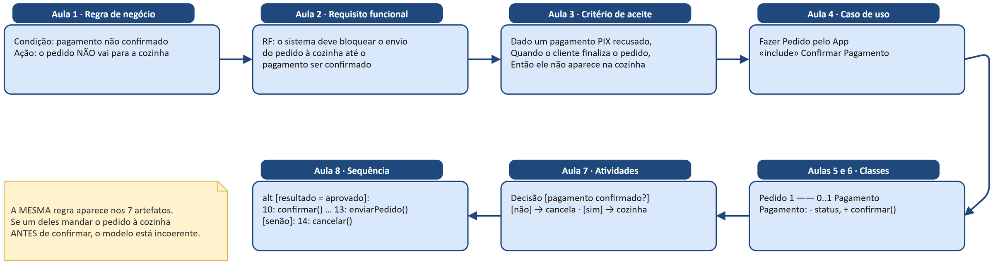 Aula 1 · Regra de negócio
Condição: pagamento não confirmado
Ação: o pedido NÃO vai para a cozinha
Aula 2 · Requisito funcional
RF: o sistema deve bloquear o envio
do pedido à cozinha até o
pagamento ser confirmado
Aula 3 · Critério de aceite
Dado um pagamento PIX recusado,
Quando o cliente finaliza o pedido,
Então ele não aparece na cozinha
Aula 4 · Caso de uso
Fazer Pedido pelo App
«include» Confirmar Pagamento
Aulas 5 e 6 · Classes
Pedido 1 —— 0..1 Pagamento
Pagamento: - status, + confirmar()
Aula 7 · Atividades
Decisão [pagamento confirmado?]
[não] → cancela · [sim] → cozinha
Aula 8 · Sequência
alt [resultado = aprovado]:
10: confirmar() ... 13: enviarPedido()
[senão]: 14: cancelar()
A MESMA regra aparece nos 7 artefatos.
Se um deles mandar o pedido à cozinha
ANTES de confirmar, o modelo está incoerente.